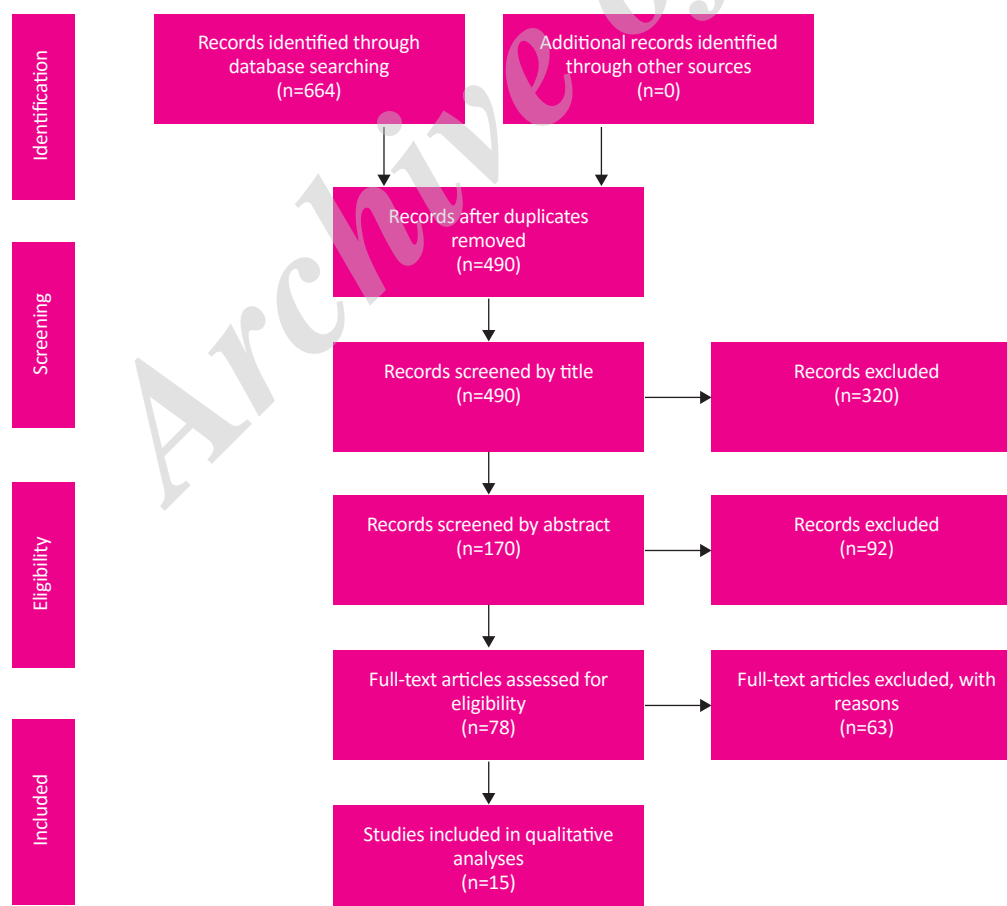 Identification
Records identified through
database searching
(n=664)
Additional records identified
through other sources
(n=0)
Records after duplicates
removed
(n=490)
Screening
Records screened by title
(n=490)
Records excluded
(n=320)
Eligibility
Records screened by abstract
(n=170)
Records excluded
(n=92)
Full-text articles assessed for
eligibility
(n=78)
Full-text articles excluded, with
reasons
(n=63)
Included
Studies included in qualitative
analyses
(n=15)
Archive of